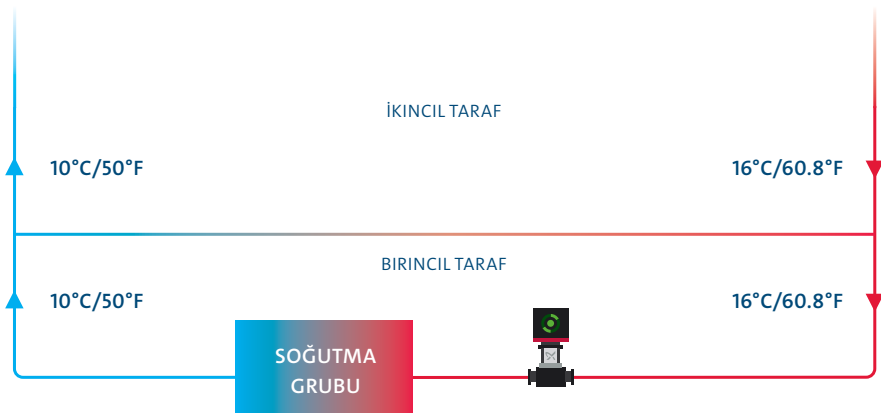 İKINCIL TARAF
10°C/50°F
16°C/60.8°F
BIRINCIL TARAF
10°C/50°F
16°C/60.8°F
SOĞUTMA
GRUBU